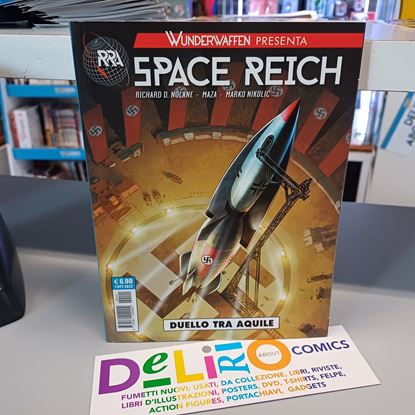 WUNDERWAFFEN PRESENTA
RRA
SPACE REICH
RICHARD D. NOLANE - MAZA - MARKO NIKOLIC
€ 6,90
DUELLO TRA AQUILE
DELIRIO
ABOUT
COMICS
FUMETTI NUOVI, USATI, DA COLLEZIONE, LIBRI, RIVISTE,
LIBRI D'ILLUSTRAZIONI, POSTERS, DVD, T-SHIRTS, FELPE,
ACTION FIGURES, PORTACHIAVI, GADGETS